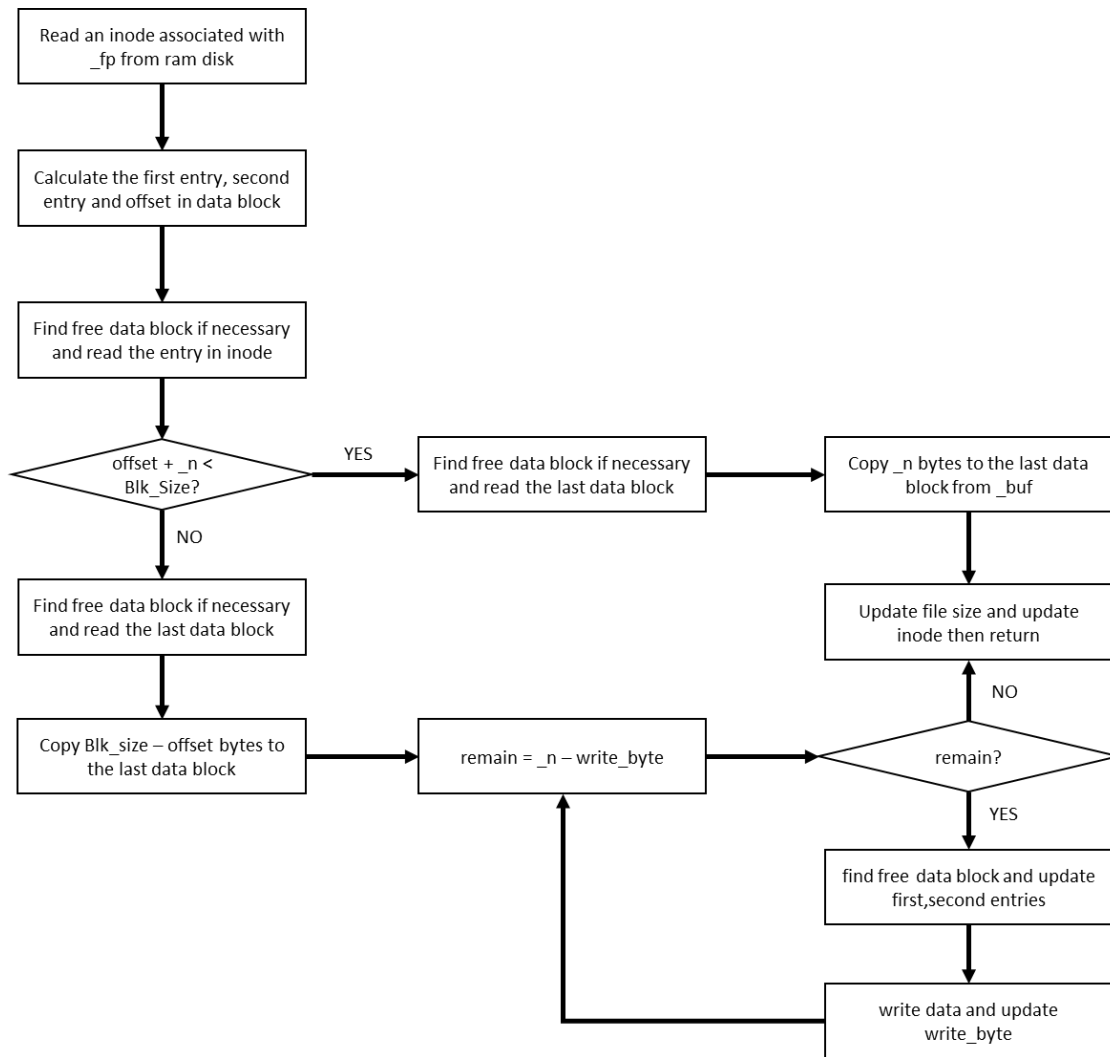 Read an inode associated with
_fp from ram disk
Calculate the first entry, second
entry and offset in data block
Find free data block if necessary
and read the entry in inode
offset + _n <
Blk_Size?
YES
Find free data block if necessary
and read the last data block
Copy _n bytes to the last data
block from _buf
NO
Find free data block if necessary
and read the last data block
Update file size and update
inode then return
NO
Copy Blk_size – offset bytes to
the last data block
remain = _n – write_byte
remain?
YES
find free data block and update
first,second entries
write data and update
write_byte